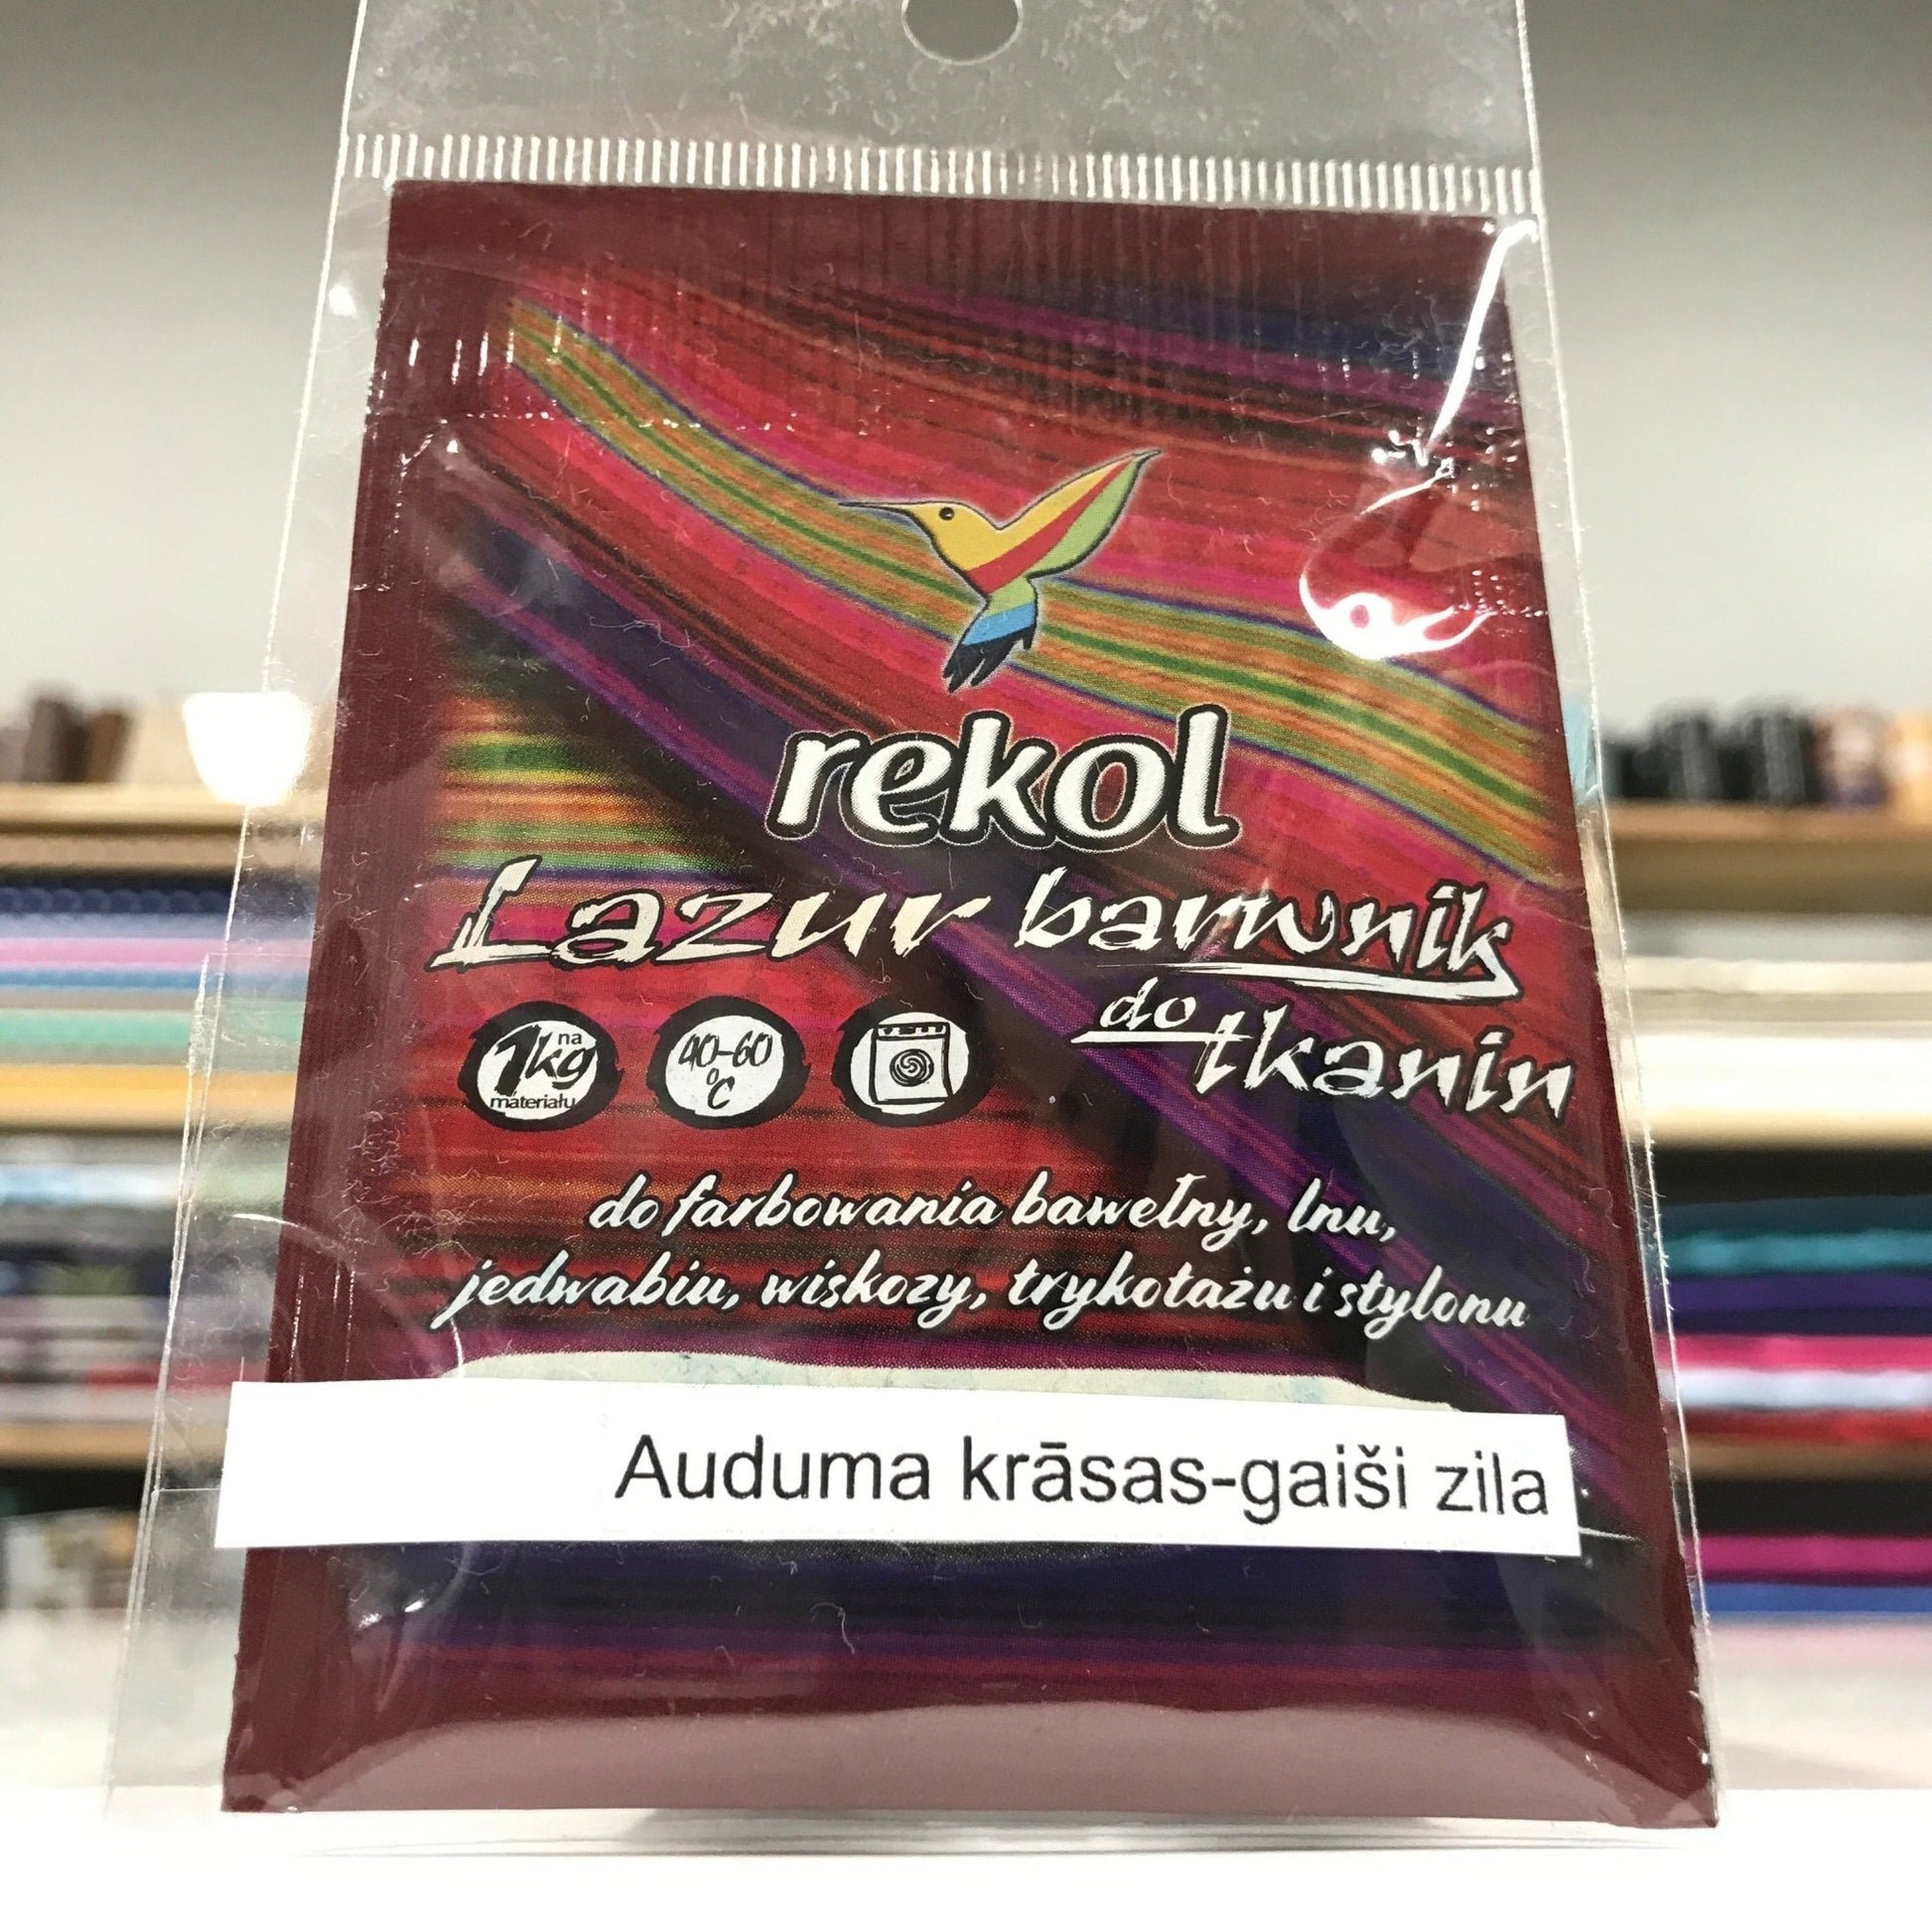 rekol
Lazur barwnik
do tkanin
1kg na
materiału
40-60
°C
do farbowania bawełny, lnu,
jedwabiu, wiskozy, trykotażu i stylonu
Auduma krāsas-gaiši zila